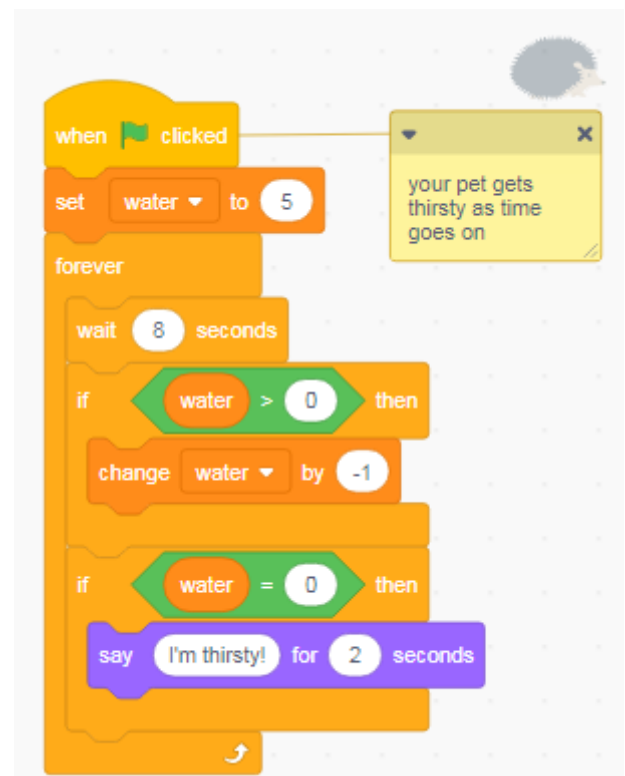 when clicked
set water to 5
your pet gets
thirsty as time
goes on
forever
wait 8 seconds
if water > 0 then
change water by -1
if water = 0 then
say I'm thirsty! for 2 seconds